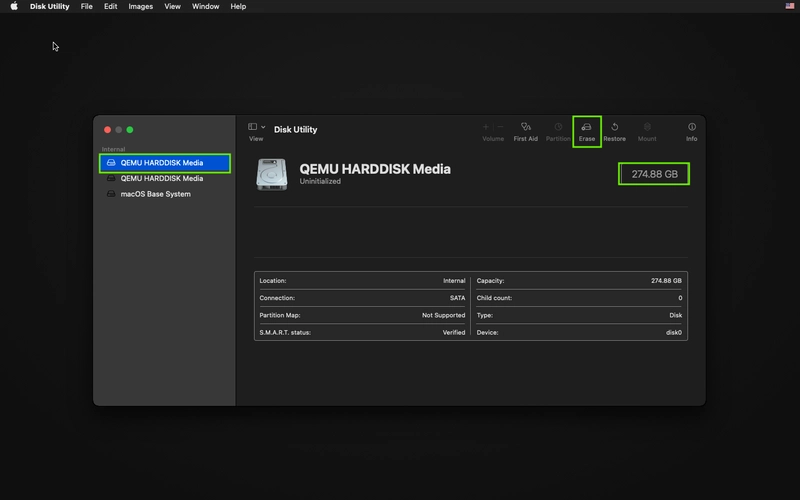 Disk Utility File Edit Images View Window Help
Disk Utility
View
Volume First Aid Partition Erase Restore Mount Info
Internal
QEMU HARDDISK Media
QEMU HARDDISK Media
macOS Base System
QEMU HARDDISK Media
Uninitialized
274.88 GB
Location: Internal
Capacity: 274.88 GB
Connection: SATA
Child count: 0
Partition Map: Not Supported
Type: Disk
S.M.A.R.T. status: Verified
Device: disk0